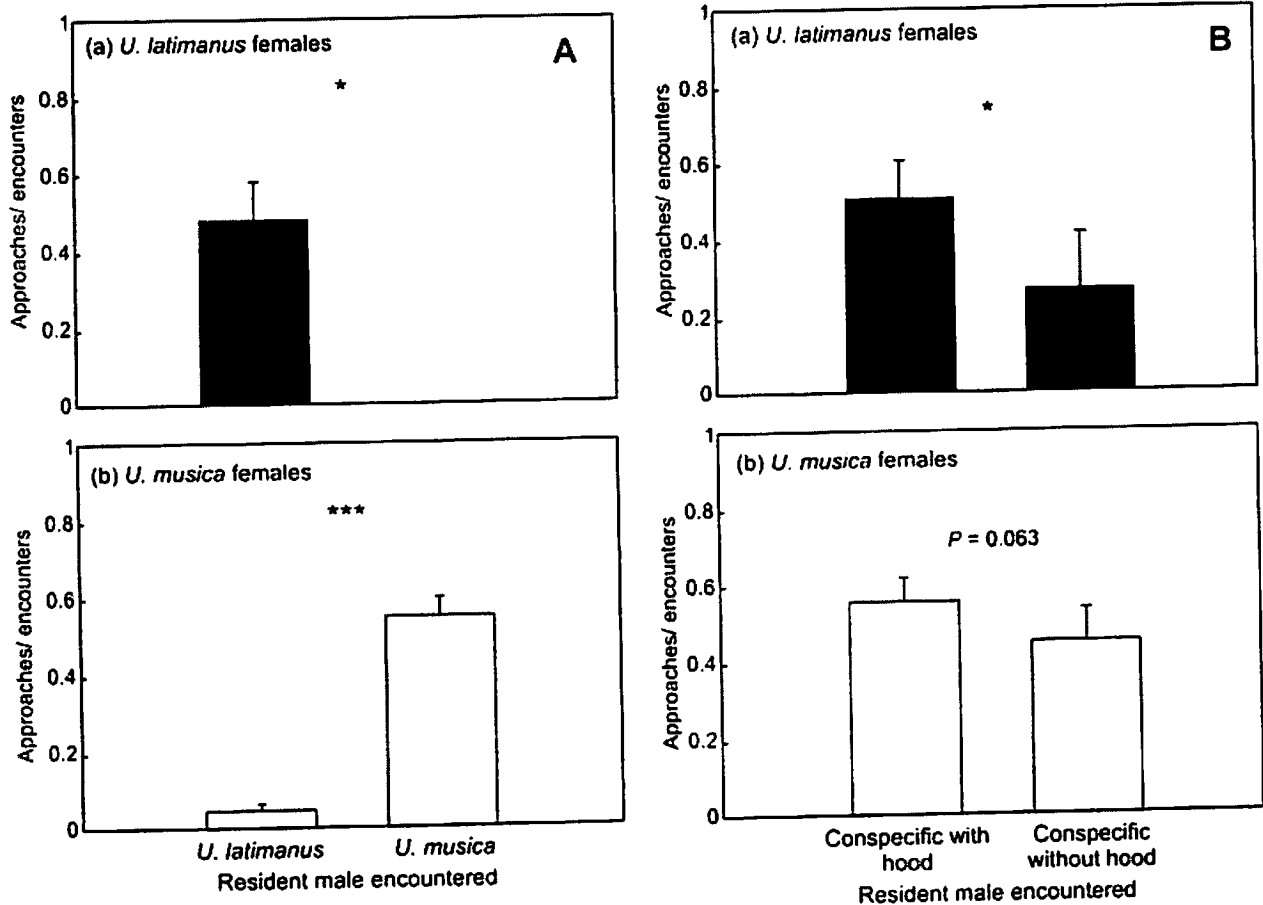 A
(a) U. latimanus females
*
Approaches/ encounters
1
0.8
0.6
0.4
0.2
0
(b) U. musica females
***
Approaches/ encounters
1
0.8
0.6
0.4
0.2
0
U. latimanus
U. musica
Resident male encountered
B
(a) U. latimanus females
*
Approaches/ encounters
1
0.8
0.6
0.4
0.2
0
(b) U. musica females
P = 0.063
Approaches/ encounters
1
0.8
0.6
0.4
0.2
0
Conspecific with
hood
Conspecific
without hood
Resident male encountered